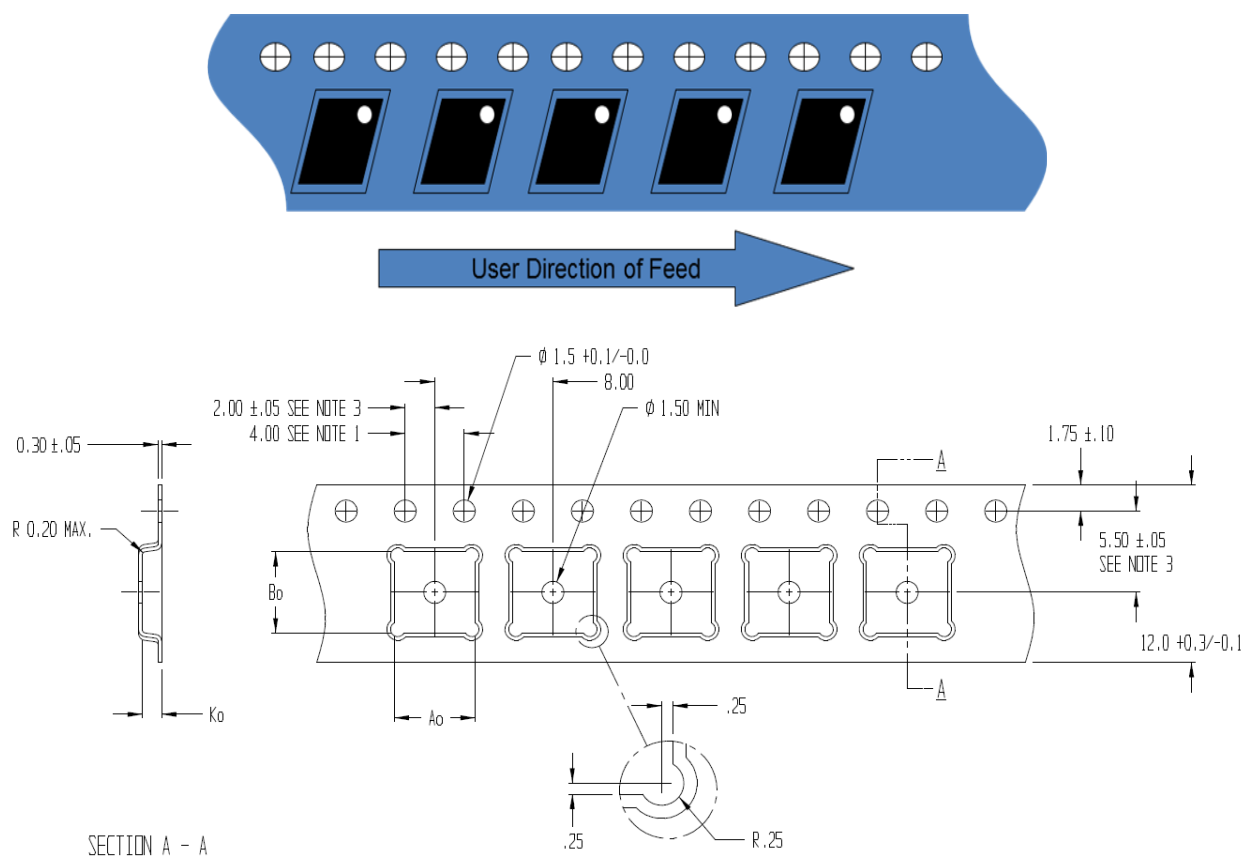 User Direction of Feed
Ø 1.5 +0.1/-0.0
8.00
2.00 ±.05 SEE NOTE 3
Ø 1.50 MIN
4.00 SEE NOTE 1
0.30 ±.05
1.75 ±.10
A
R 0.20 MAX.
5.50 ±.05
SEE NOTE 3
Bo
12.0 +0.3/-0.1
A
Ko
Ao
.25
.25
R.25
SECTION A - A